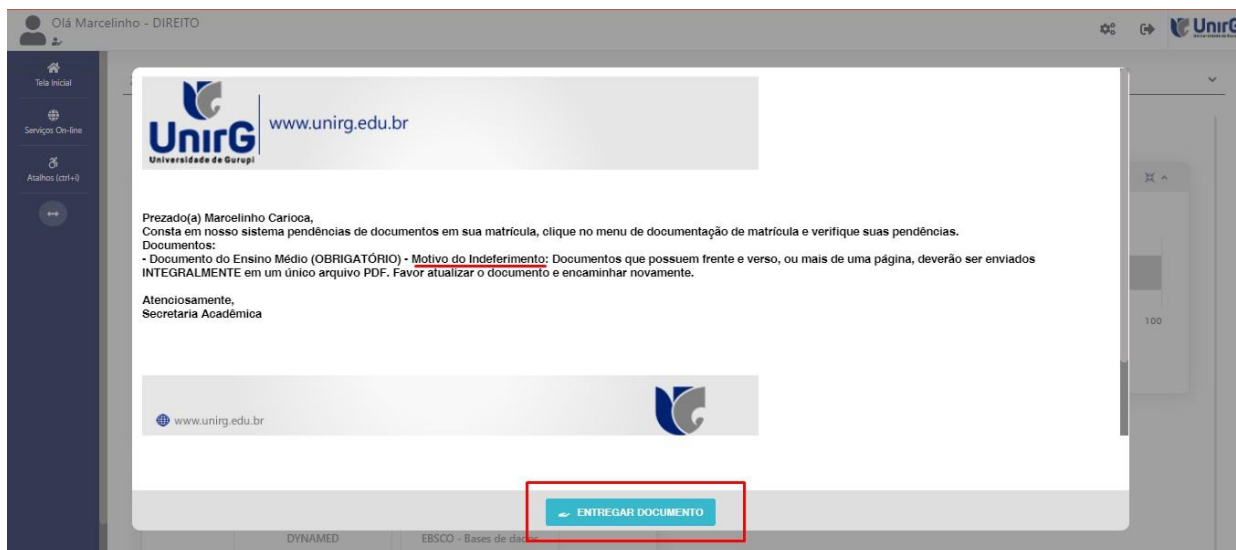 Olá Marcelinho - DIREITO
UnirG
Tela Inicial
Serviços On-line
Atalhos (ctrl+i)
UnirG
Universidade de Gurupi
www.unirg.edu.br
Prezado(a) Marcelinho Carioca,
Consta em nosso sistema pendências de documentos em sua matrícula, clique no menu de documentação de matrícula e verifique suas pendências.
Documentos:
- Documento do Ensino Médio (OBRIGATÓRIO) - Motivo do Indeferimento: Documentos que possuem frente e verso, ou mais de uma página, deverão ser enviados
INTEGRALMENTE em um único arquivo PDF. Favor atualizar o documento e encaminhar novamente.
Atenciosamente,
Secretaria Acadêmica
100
www.unirg.edu.br
ENTREGAR DOCUMENTO
DYNAMED
EBSCO - Bases de dados